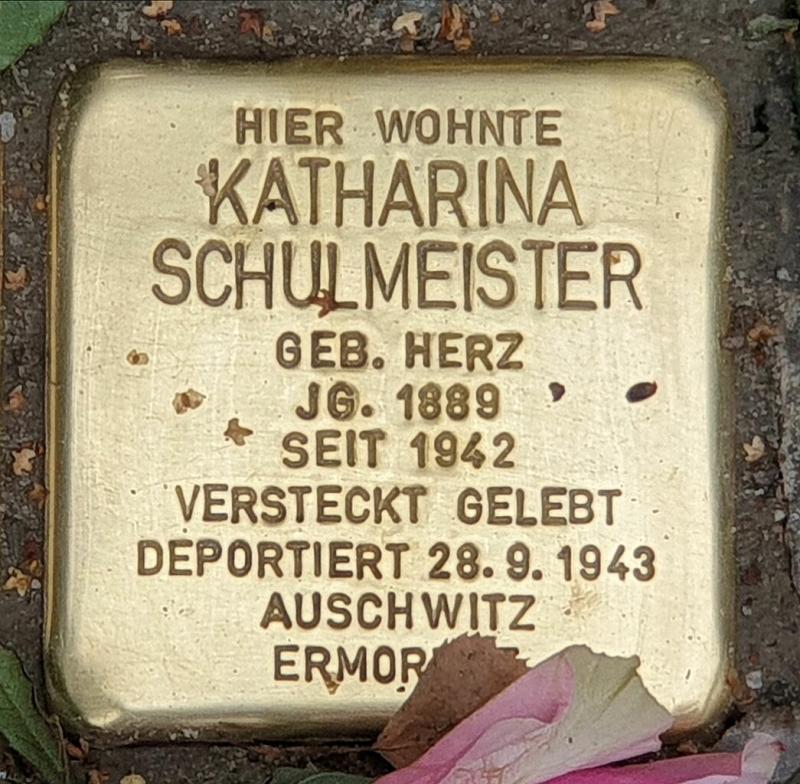 HIER WOHNTE
KATHARINA
SCHULMEISTER
GEB. HERZ
JG. 1889
SEIT 1942
VERSTECKT GELEBT
DEPORTIERT 28.9.1943
AUSCHWITZ